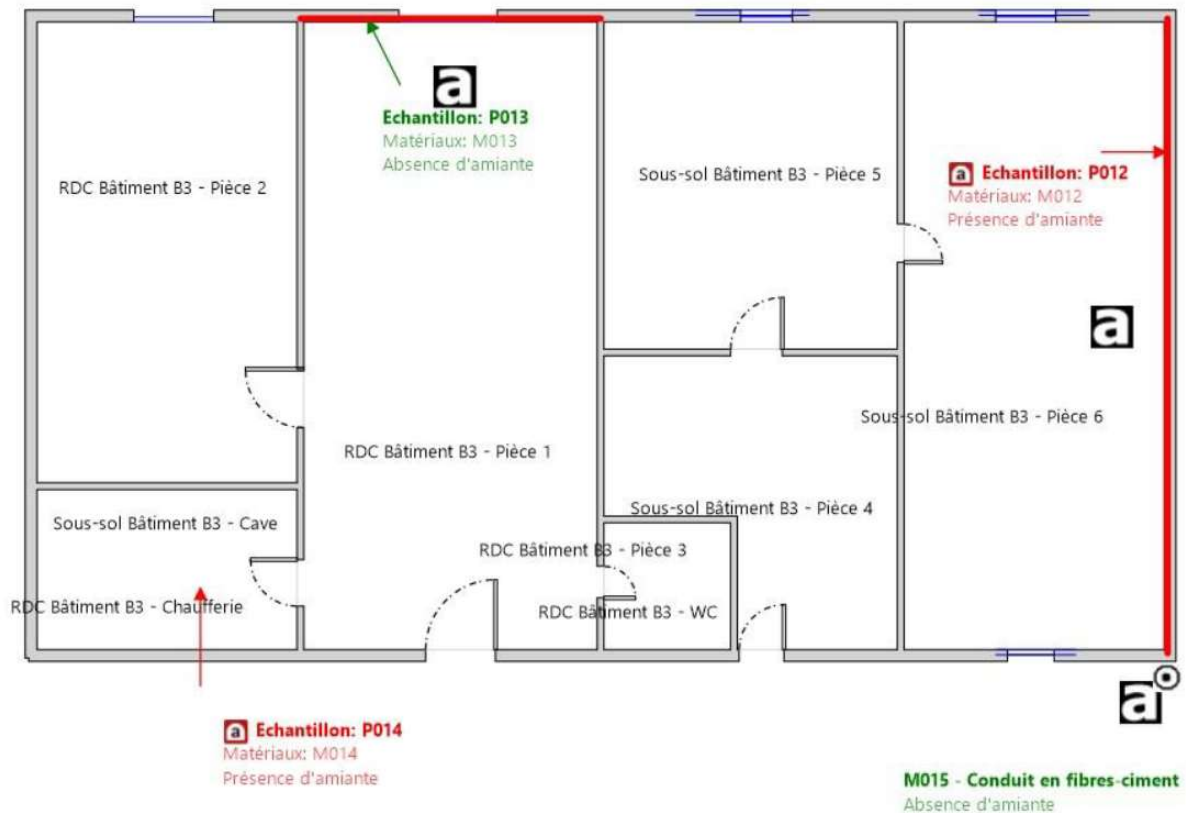 a
Echantillon: P013
Matériaux: M013
Absence d'amiante
RDC Bâtiment B3 - Pièce 2
Sous-sol Bâtiment B3 - Pièce 5
a Echantillon: P012
Matériaux: M012
Présence d'amiante
a
Sous-sol Bâtiment B3 - Pièce 6
RDC Bâtiment B3 - Pièce 1
Sous-sol Bâtiment B3 - Pièce 4
Sous-sol Bâtiment B3 - Cave
RDC Bâtiment B3 - Pièce 3
RDC Bâtiment B3 - Chaufferie
RDC Bâtiment B3 - WC
a
a Echantillon: P014
Matériaux: M014
Présence d'amiante
M015 - Conduit en fibres-ciment
Absence d'amiante